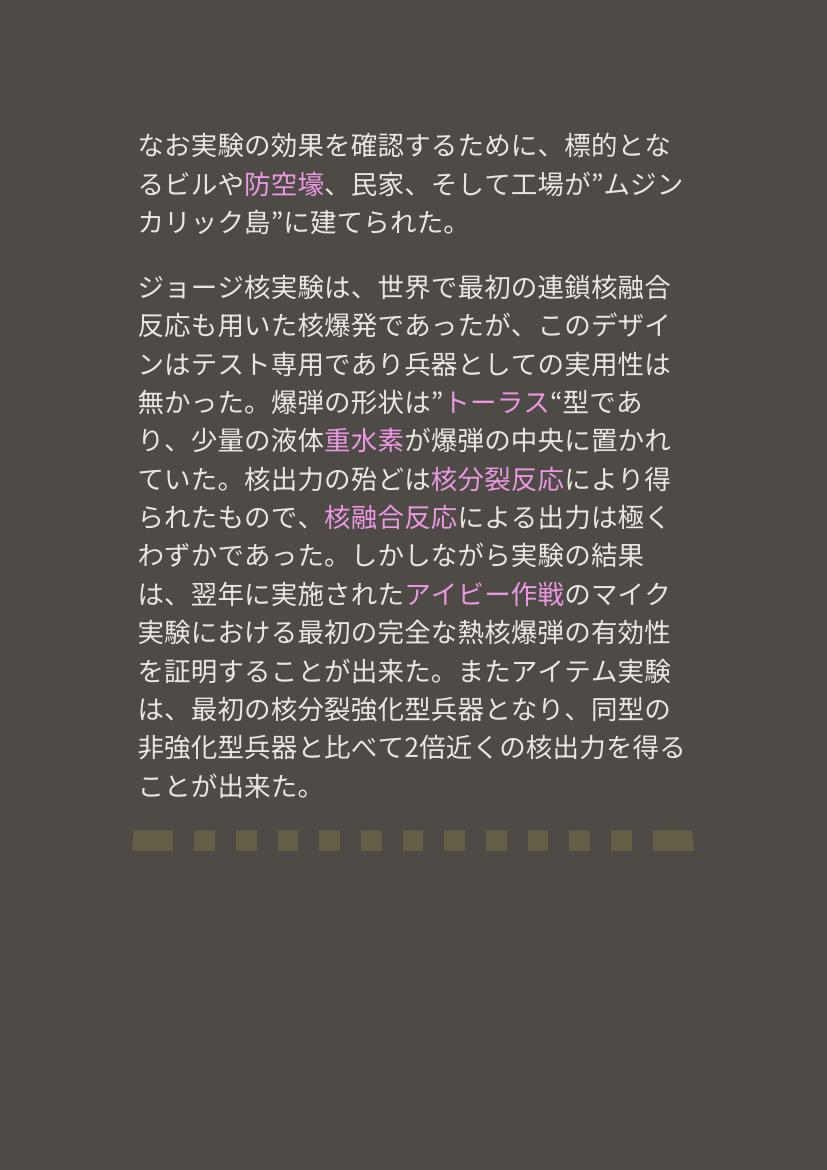 なお実験の効果を確認するために、標的とな
るビルや防空壕、民家、そして工場が”ムジン
カリック島”に建てられた。
ジョージ核実験は、世界で最初の連鎖核融合
反応も用いた核爆発であったが、このデザイ
ンはテスト専用であり兵器としての実用性は
無かった。爆弾の形状は”トーラス“型であ
り、少量の液体重水素が爆弾の中央に置かれ
ていた。核出力の殆どは核分裂反応により得
られたもので、核融合反応による出力は極く
わずかであった。しかしながら実験の結果
は、翌年に実施されたアイビー作戦のマイク
実験における最初の完全な熱核爆弾の有効性
を証明することが出来た。またアイテム実験
は、最初の核分裂強化型兵器となり、同型の
非強化型兵器と比べて2倍近くの核出力を得る
ことが出来た。